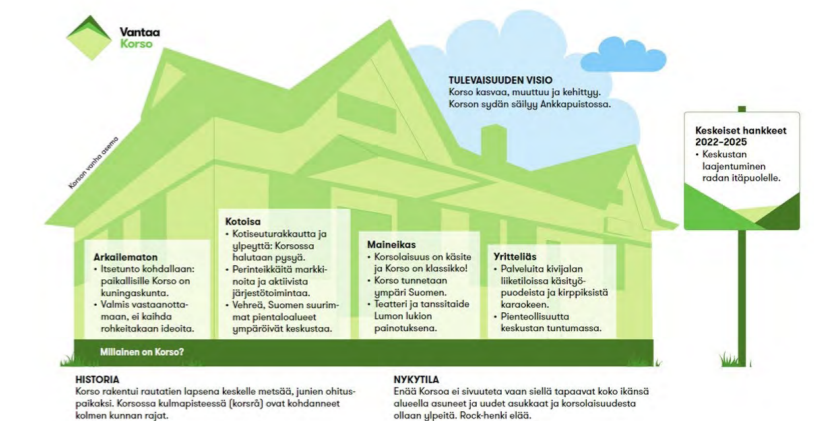 Vantaa
Korso
TULEVAISUUDEN VISIO
Korso kasvaa, muuttuu ja kehittyy.
Korson sydän säilyy Ankkapuistossa.
Korson vanha asema
Keskeiset hankkeet
2022–2025
• Keskustan
laajentuminen
radan itäpuolelle.
Arkailematon
• Itsetunto kohdallaan:
paikallisille Korso on
kuningaskunta.
• Valmis vastaanotta-
maan, ei kaihda
rohkeitakaan ideoita.
Kotoisa
• Kotiseuturakkautta ja
ylpeyttä: Korsossa
halutaan pysyä.
• Perinteikkäitä markki-
noita ja aktiivista
järjestötoimintaa.
• Vehreä, Suomen suurim-
mat pientaloalueet
ympäröivät keskustaa.
Maineikas
• Korsolaisuus on käsite
ja Korso on klassikko!
• Korso tunnetaan
ympäri Suomen.
• Teatteri ja tanssitaide
Lumon lukion
painotuksena.
Yritteliäs
• Palveluita kivijalan
liiketiloissa käsityö-
puodeista ja kirppiksistä
karaokeen.
• Pienteollisuutta
keskustan tuntumassa.
Millainen on Korso?
HISTORIA
Korso rakentui rautatien lapsena keskelle metsää, junien ohitus-
paikaksi. Korsossa kulmapisteessä (korsrå) ovat kohdanneet
kolmen kunnan rajat.
NYKYTILA
Enää Korsoa ei sivuuteta vaan siellä tapaavat koko ikänsä
alueella asuneet ja uudet asukkaat ja korsolaisuudesta
ollaan ylpeitä. Rock-henki elää.